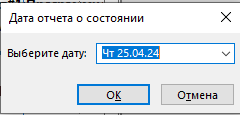 Дата отчета о состоянии
Выберите дату: Чт 25.04.24
ОК Отмена